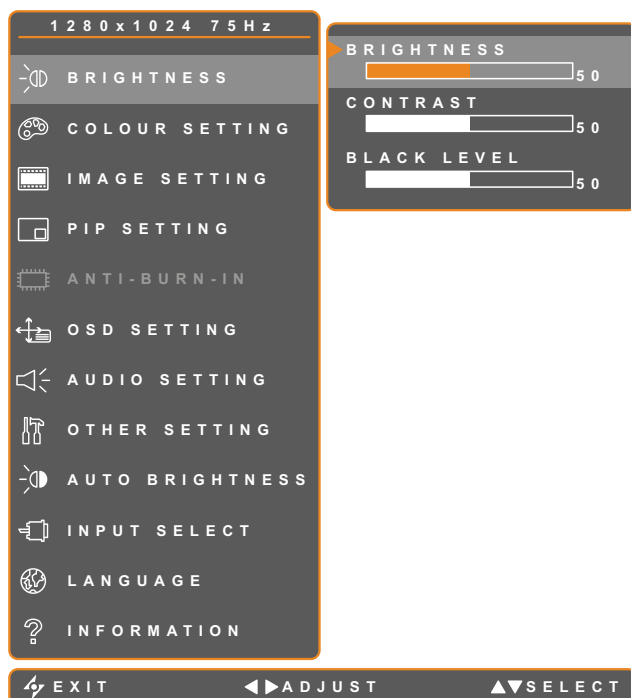 1280x1024 75Hz
BRIGHTNESS
COLOUR SETTING
IMAGE SETTING
PIP SETTING
ANTI-BURN-IN
OSD SETTING
AUDIO SETTING
OTHER SETTING
AUTO BRIGHTNESS
INPUT SELECT
LANGUAGE
INFORMATION
BRIGHTNESS
50
CONTRAST
50
BLACK LEVEL
50
EXIT ADJUST SELECT